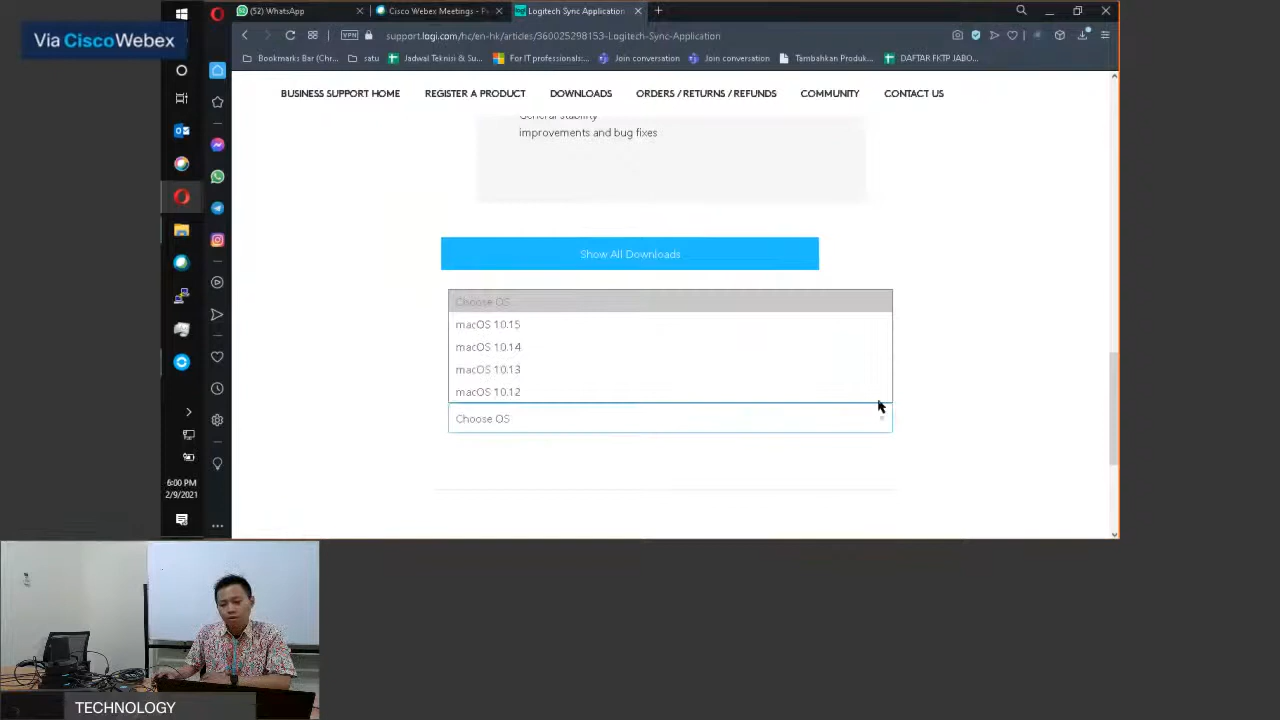 Via CiscoWebex
(52) WhatsApp
Cisco Webex Meetings - P
Logitech Sync Application
VPN
support.logi.com/hc/en-hk/articles/360025298153-Logitech-Sync-Application
Bookmarks Bar (Chr...
satu
Jadwal Teknisi & Su...
For IT professionals:...
Join conversation
Join conversation
Tambahkan Produk...
DAFTAR FKTP JABO...
BUSINESS SUPPORT HOME
REGISTER A PRODUCT
DOWNLOADS
ORDERS / RETURNS / REFUNDS
COMMUNITY
CONTACT US
General stability
improvements and bug fixes
Show All Downloads
Choose OS
macOS 10.15
macOS 10.14
macOS 10.13
macOS 10.12
Choose OS
6:00 PM
2/9/2021
TECHNOLOGY